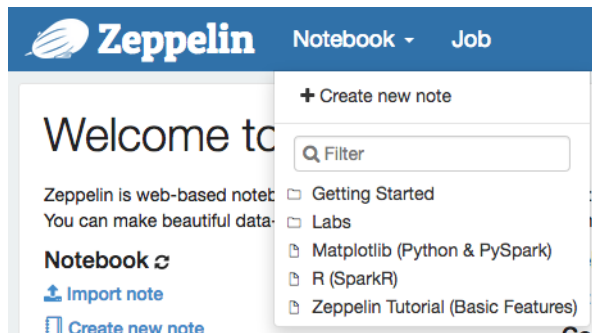 Zeppelin Notebook Job
+ Create new note
Filter
Getting Started
Labs
Matplotlib (Python & PySpark)
R (SparkR)
Zeppelin Tutorial (Basic Features)
Welcome to
Zeppelin is web-based
You can make beautiful data-
Notebook
Import note
Create new note